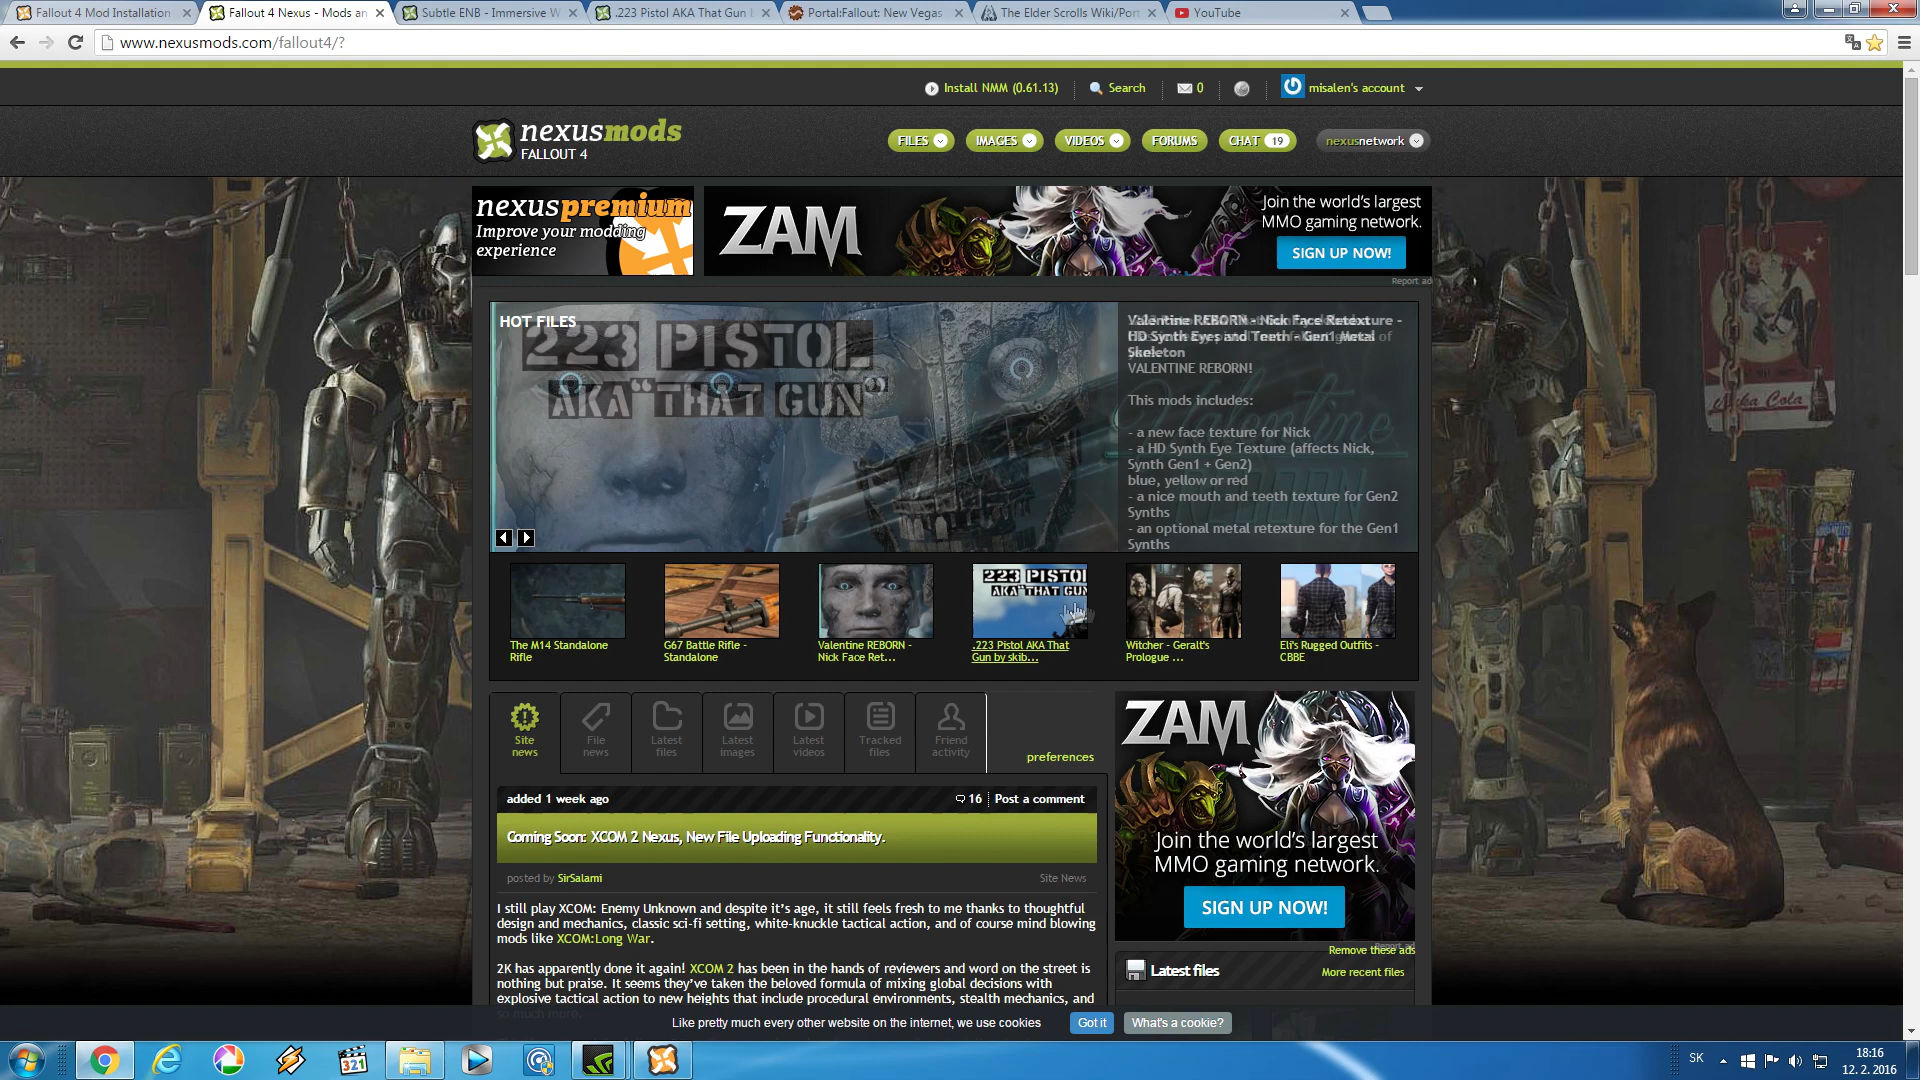 Fallout 4 Mod Installation
Fallout 4 Nexus - Mods an
Subtle ENB - Immersive W
.223 Pistol AKA That Gun b
Portal:Fallout: New Vegas
The Elder Scrolls Wiki/Port
YouTube
www.nexusmods.com/fallout4/?
Install NMM (0.61.13)
Search
0
misalen's account
nexusmods
FALLOUT 4
FILES
IMAGES
VIDEOS
FORUMS
CHAT 19
nexusnetwork
nexuspremium
Improve your modding
experience
ZAM
Join the world's largest
MMO gaming network.
SIGN UP NOW!
Report ad
HOT FILES
223 PISTOL
AKA "THAT GUN"
Valentine REBORN - Nick Face Retexture -
HD Synth Eyes and Teeth - Gen1 Metal
Skeleton
VALENTINE REBORN!
This mods includes:
- a new face texture for Nick
- a HD Synth Eye Texture (affects Nick,
Synth Gen1 + Gen2)
blue, yellow or red
- a nice mouth and teeth texture for Gen2
Synths
- an optional metal retexture for the Gen1
Synths
Nuka Cola
223 PISTOL
AKA "THAT GUN
The M14 Standalone
Rifle
G67 Battle Rifle -
Standalone
Valentine REBORN -
Nick Face Ret...
.223 Pistol AKA That
Gun by skib...
Witcher - Geralt's
Prologue ...
Eli's Rugged Outfits -
CBBE
Site
news
File
news
Latest
files
Latest
images
Latest
videos
Tracked
files
Friend
activity
preferences
added 1 week ago
16
Post a comment
Coming Soon: XCOM 2 Nexus, New File Uploading Functionality.
posted by SirSalami
Site News
I still play XCOM: Enemy Unknown and despite it's age, it still feels fresh to me thanks to thoughtful
design and mechanics, classic sci-fi setting, white-knuckle tactical action, and of course mind blowing
mods like XCOM:Long War.
2K has apparently done it again! XCOM 2 has been in the hands of reviewers and word on the street is
nothing but praise. It seems they've taken the beloved formula of mixing global decisions with
explosive tactical action to new heights that include procedural environments, stealth mechanics, and
so much more.
ZAM
Join the world's largest
MMO gaming network.
SIGN UP NOW!
Report ad
Remove these ads
Latest files
More recent files
Like pretty much every other website on the internet, we use cookies
Got it
What's a cookie?
321
SK
18:16
12. 2. 2016